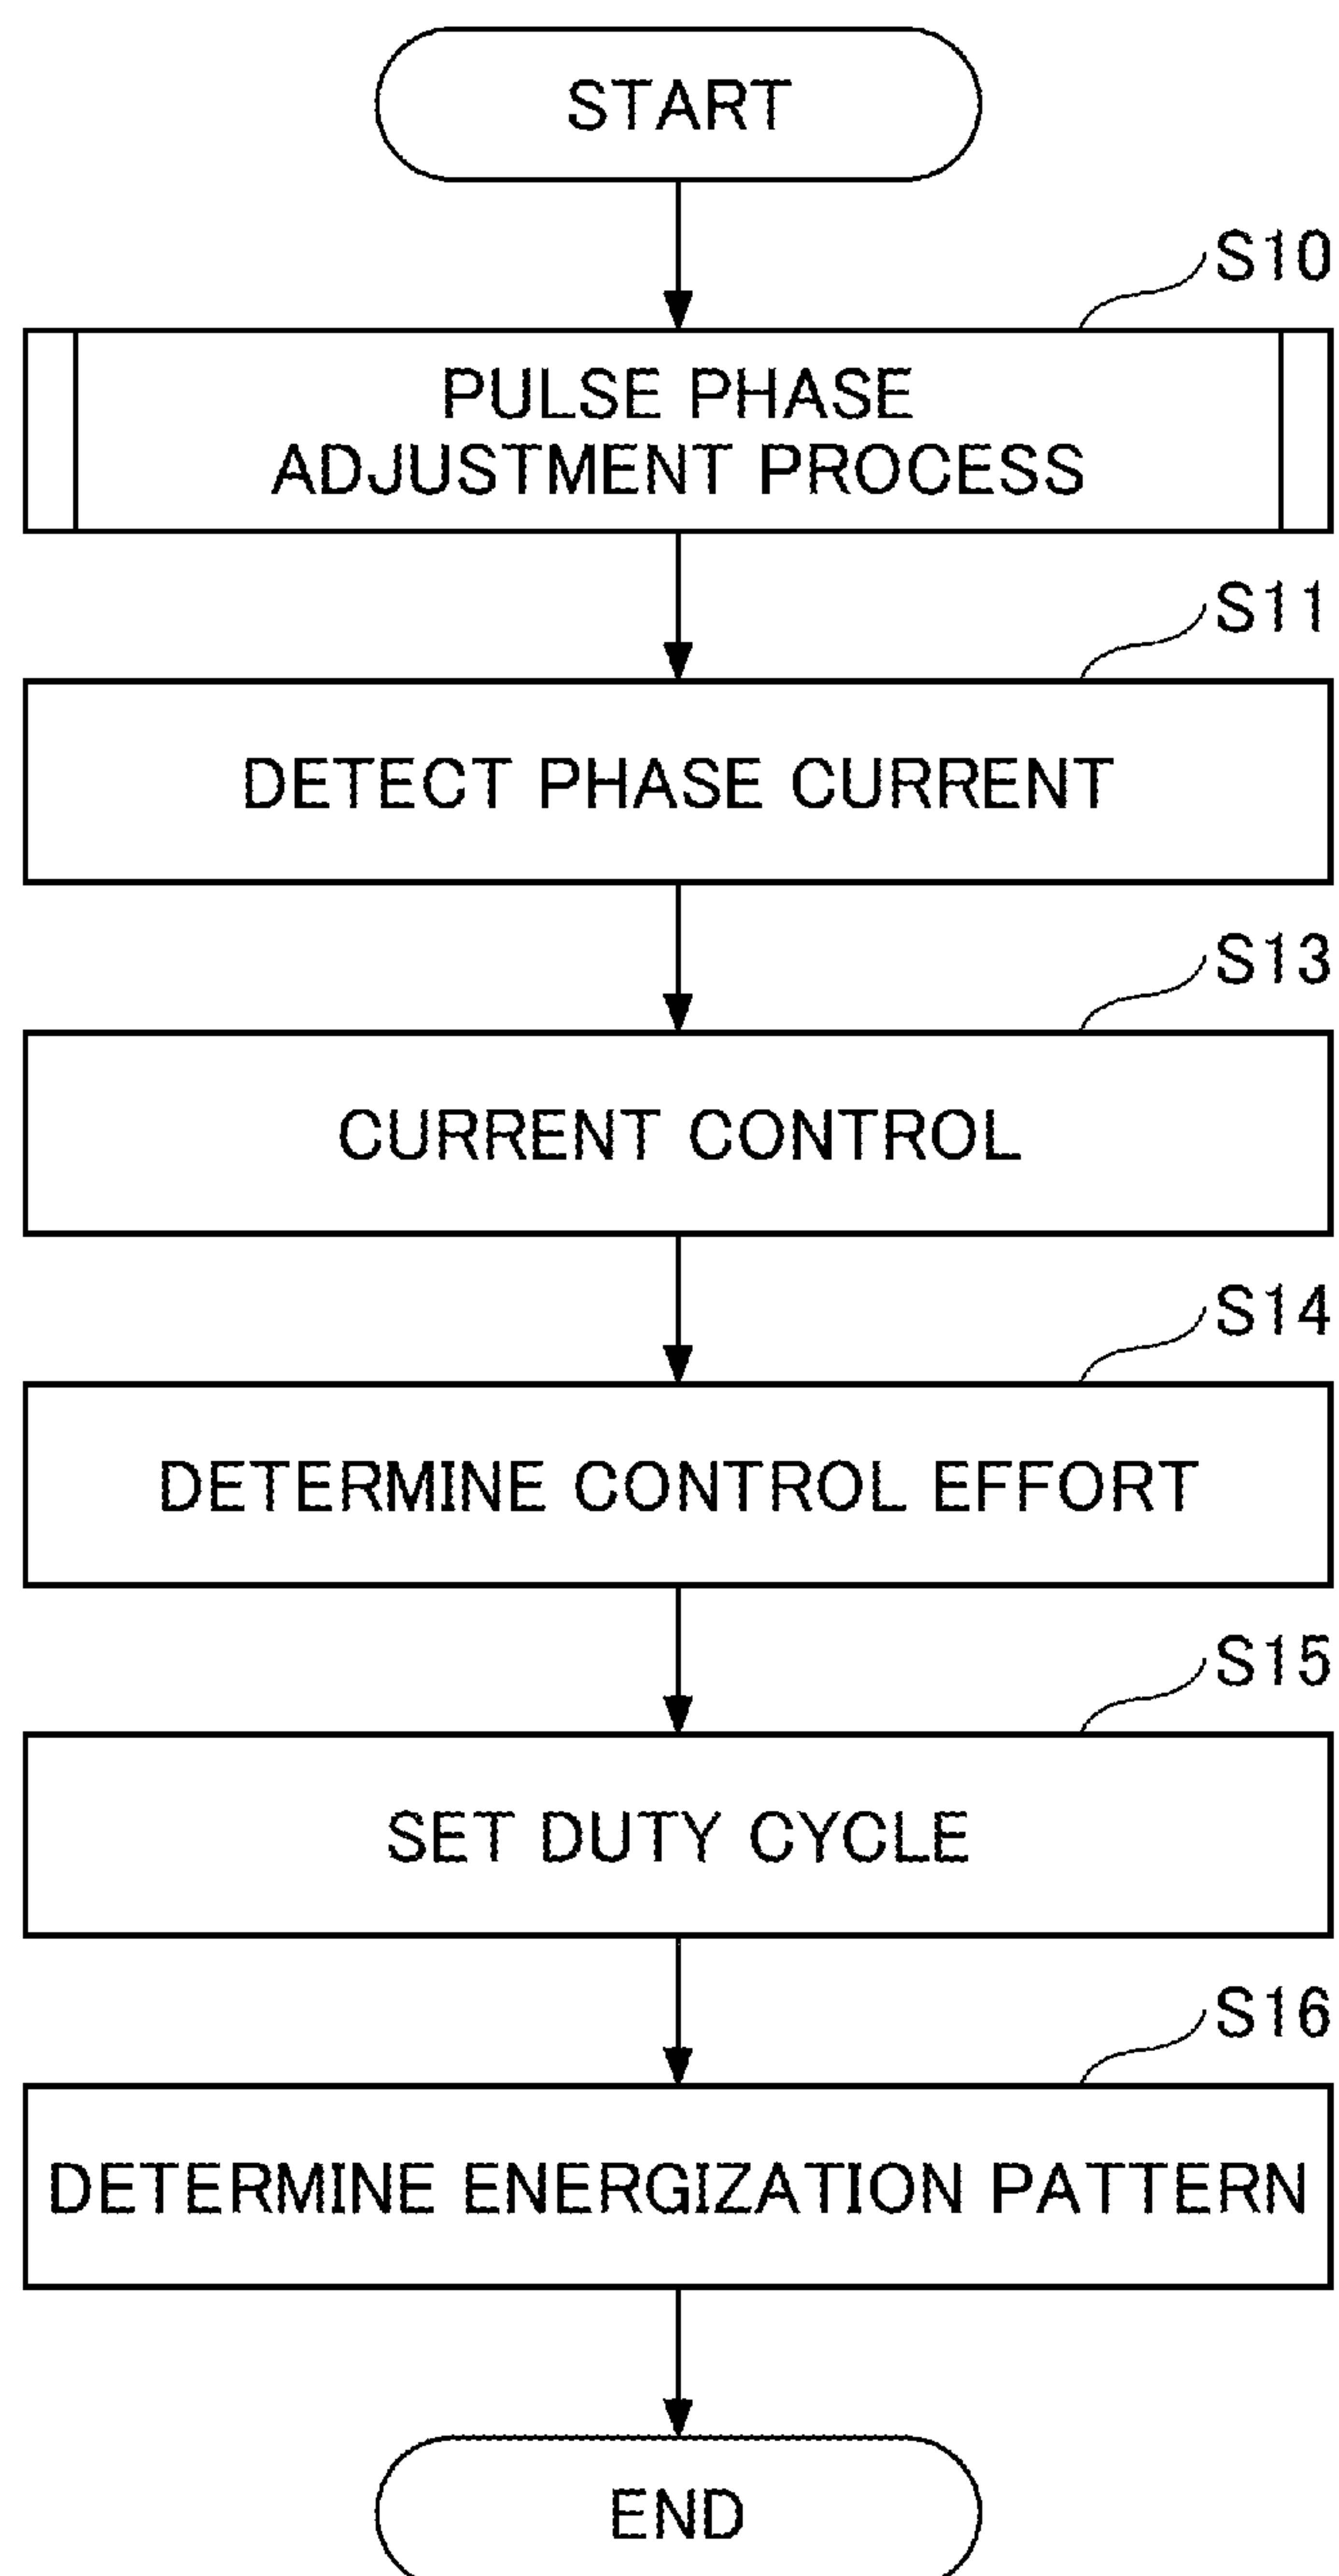 START
S10
PULSE PHASE
ADJUSTMENT PROCESS
S11
DETECT PHASE CURRENT
S13
CURRENT CONTROL
S14
DETERMINE CONTROL EFFORT
S15
SET DUTY CYCLE
S16
DETERMINE ENERGIZATION PATTERN
END